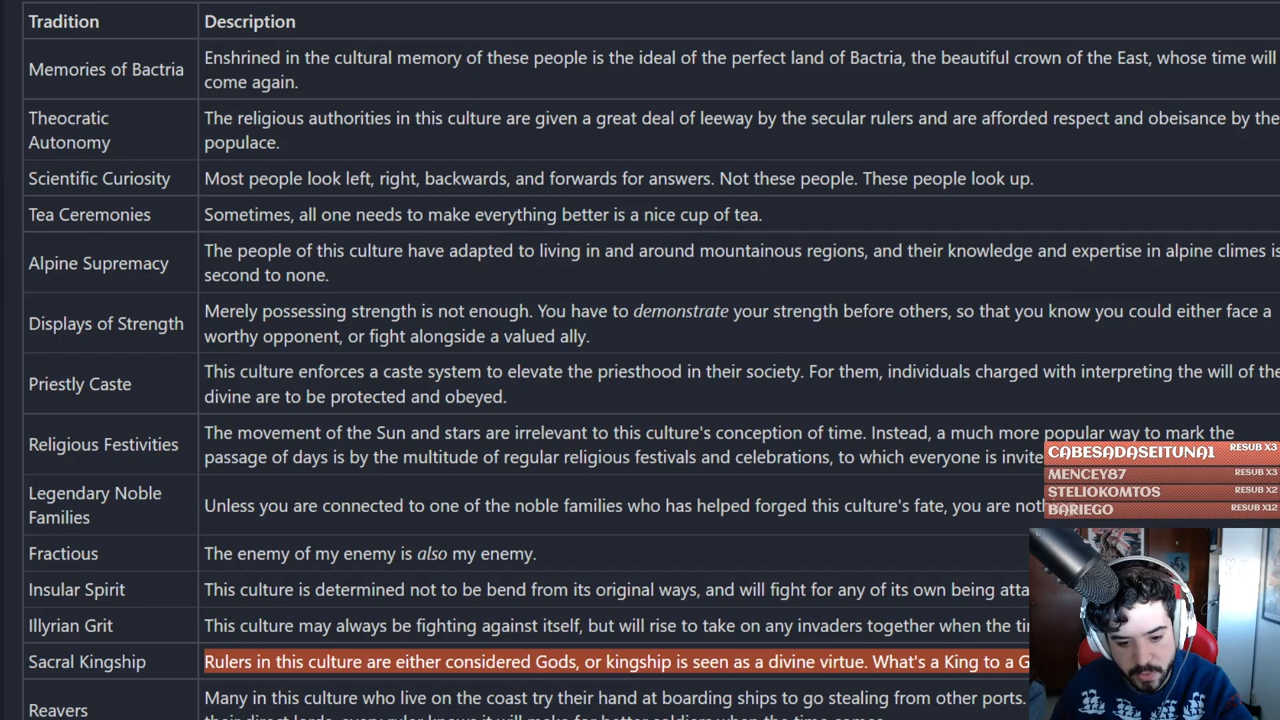 Tradition Description
Memories of Bactria
Enshrined in the cultural memory of these people is the ideal of the perfect land of Bactria, the beautiful crown of the East, whose time will
come again.
Theocratic
Autonomy
The religious authorities in this culture are given a great deal of leeway by the secular rulers and are afforded respect and obeisance by the
populace.
Scientific Curiosity Most people look left, right, backwards, and forwards for answers. Not these people. These people look up.
Tea Ceremonies Sometimes, all one needs to make everything better is a nice cup of tea.
Alpine Supremacy
The people of this culture have adapted to living in and around mountainous regions, and their knowledge and expertise in alpine climes is
second to none.
Displays of Strength
Merely possessing strength is not enough. You have to demonstrate your strength before others, so that you know you could either face a
worthy opponent, or fight alongside a valued ally.
Priestly Caste
This culture enforces a caste system to elevate the priesthood in their society. For them, individuals charged with interpreting the will of the
divine are to be protected and obeyed.
Religious Festivities
The movement of the Sun and stars are irrelevant to this culture's conception of time. Instead, a much more popular way to mark the
passage of days is by the multitude of regular religious festivals and celebrations, to which everyone is invite
Legendary Noble
Families
Unless you are connected to one of the noble families who has helped forged this culture's fate, you are not
Fractious The enemy of my enemy is also my enemy.
Insular Spirit This culture is determined not to be bend from its original ways, and will fight for any of its own being atta
Illyrian Grit This culture may always be fighting against itself, but will rise to take on any invaders together when the
Sacral Kingship Rulers in this culture are either considered Gods, or kingship is seen as a divine virtue. What's a King to a G
Reavers
Many in this culture who live on the coast try their hand at boarding ships to go stealing from other ports.
CABESADASEITUNA1 RESUB X3
MENCEY87 RESUB X3
STELIOKOMTOS RESUB X2
BARIEGO RESUB X12